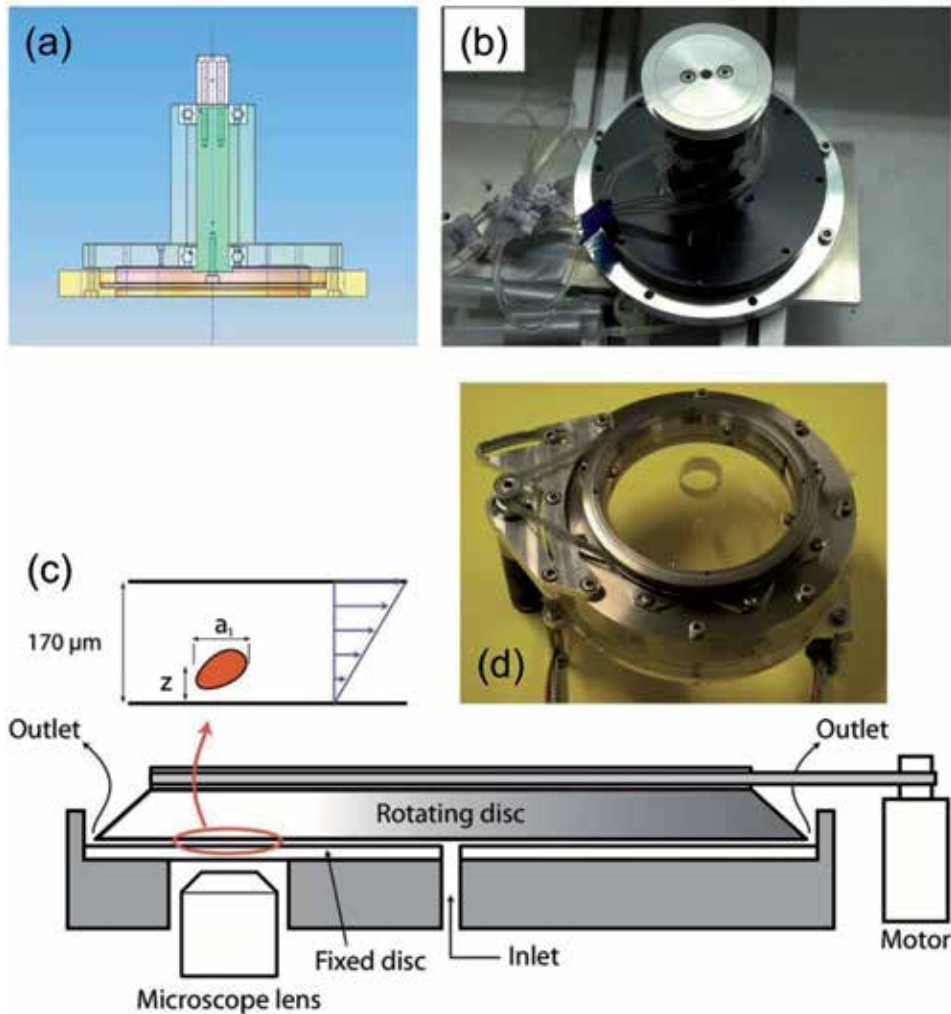 (a)
(b)
(c)
(d)
170 µm
a₁
z
Outlet
Outlet
Rotating disc
Fixed disc
Inlet
Motor
Microscope lens